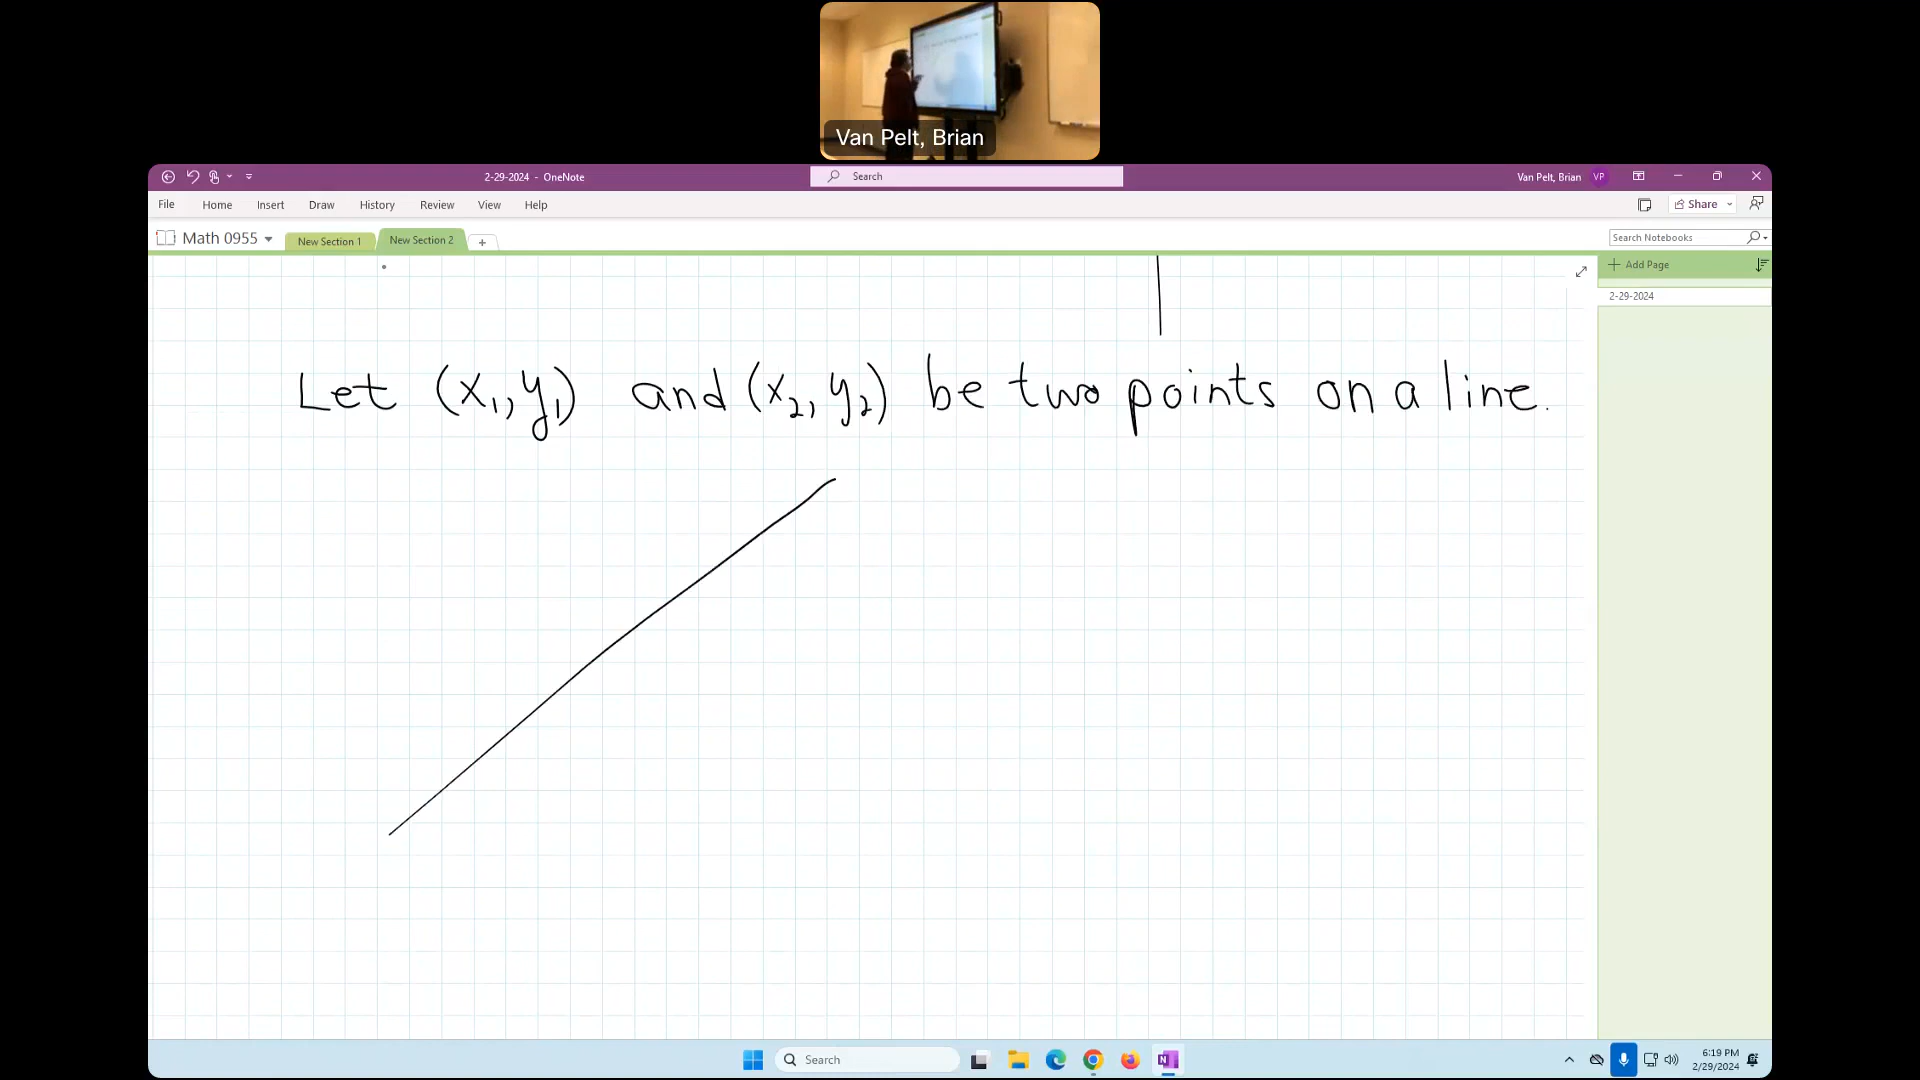 Van Pelt, Brian
2-29-2024 - OneNote
Search
Van Pelt, Brian VP
File Home Insert Draw History Review View Help
Share
Math 0955
New Section 1
New Section 2
+
Search Notebooks
Add Page
2-29-2024
Let (x₁,y₁) and (x₂,y₂) be two points on a line.
Search
6:19 PM
2/29/2024